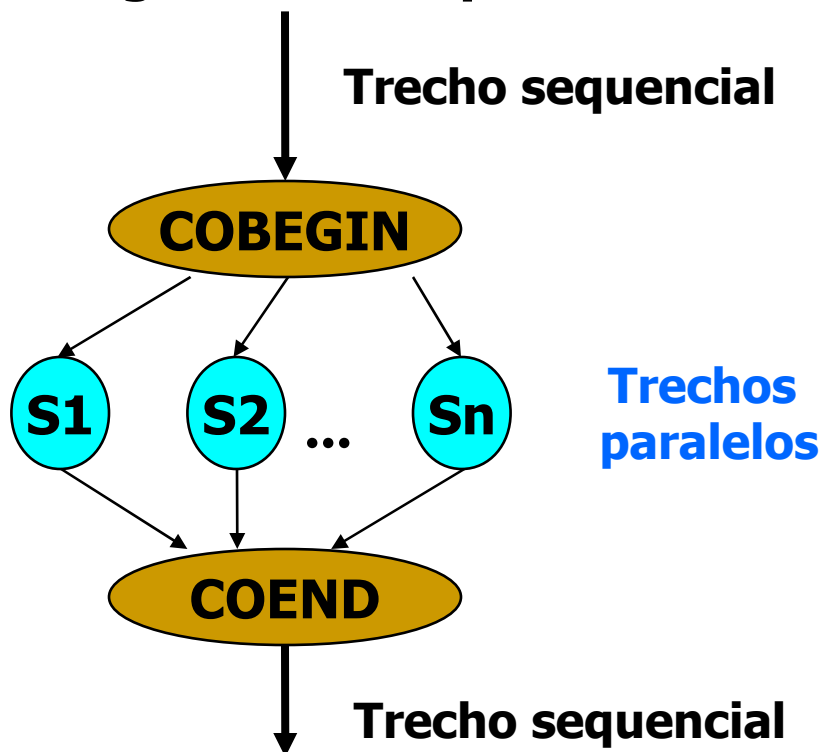 Trecho sequencial
COBEGIN
S1 S2 ... Sn
Trechos
paralelos
COEND
Trecho sequencial